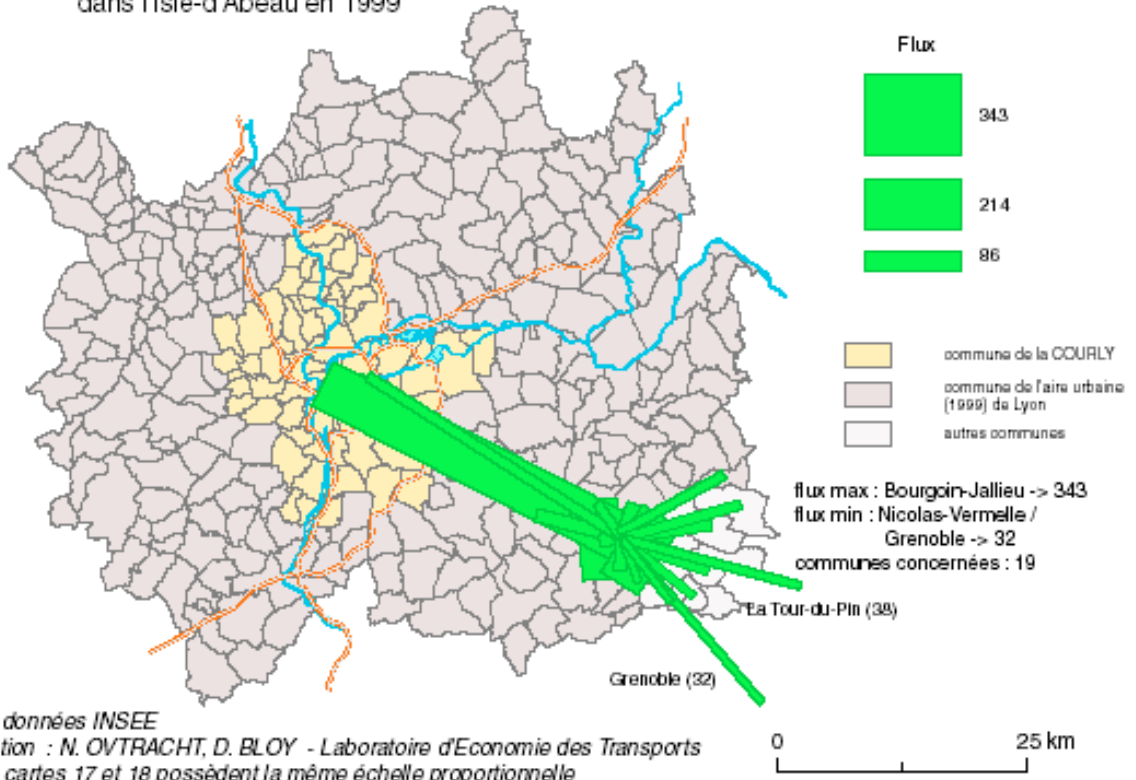 dans l'Isle-d'Abeau en 1999
Flux
343
214
86
commune de la COURLY
commune de l'aire urbaine
(1999) de Lyon
autres communes
flux max : Bourgoin-Jallieu -> 343
flux min : Nicolas-Vermelle /
Grenoble -> 32
communes concernées : 19
La Tour-du-Pin (38)
Grenoble (32)
données INSEE
tion : N. OVTRACHT, D. BLOY - Laboratoire d'Economie des Transports
cartes 17 et 18 possèdent la même échelle proportionnelle
0 25 km